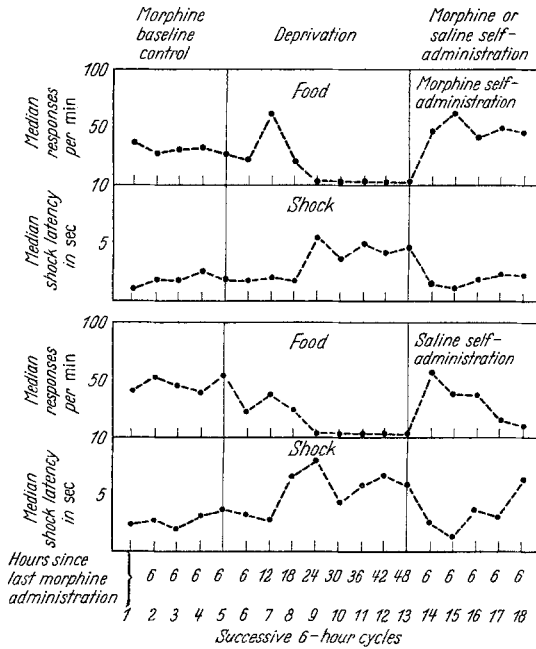 Morphine
baseline
control
Deprivation
Morphine or
saline self-
administration
100
50
10
Median
responses
per min
Food
Morphine self-
administration
5
Median
shock latency
in sec
Shock
100
50
10
Median
responses
per min
Food
Saline self-
administration
5
Median
shock latency
in sec
Shock
Hours since
last morphine
administration
6 6 6 6 6 12 18 24 30 36 42 48 6 6 6 6 6
1 2 3 4 5 6 7 8 9 10 11 12 13 14 15 16 17 18
Successive 6-hour cycles